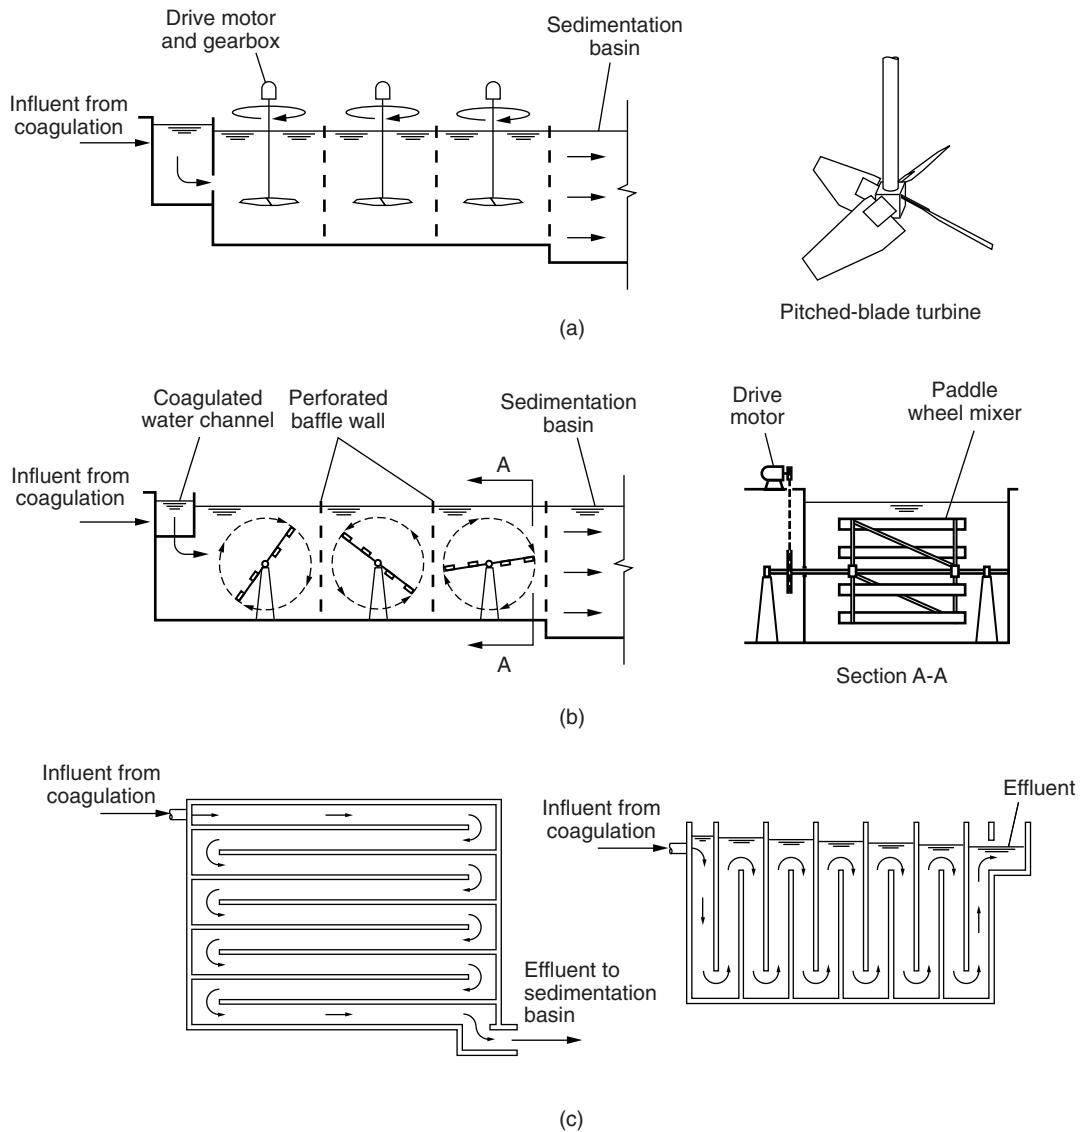 Drive motor
and gearbox
Sedimentation
basin
Influent from
coagulation
Pitched-blade turbine
(a)
Coagulated
water channel
Perforated
baffle wall
Sedimentation
basin
A
Influent from
coagulation
A
Drive
motor
Paddle
wheel mixer
Section A-A
(b)
Influent from
coagulation
Effluent to
sedimentation
basin
Influent from
coagulation
Effluent
(c)